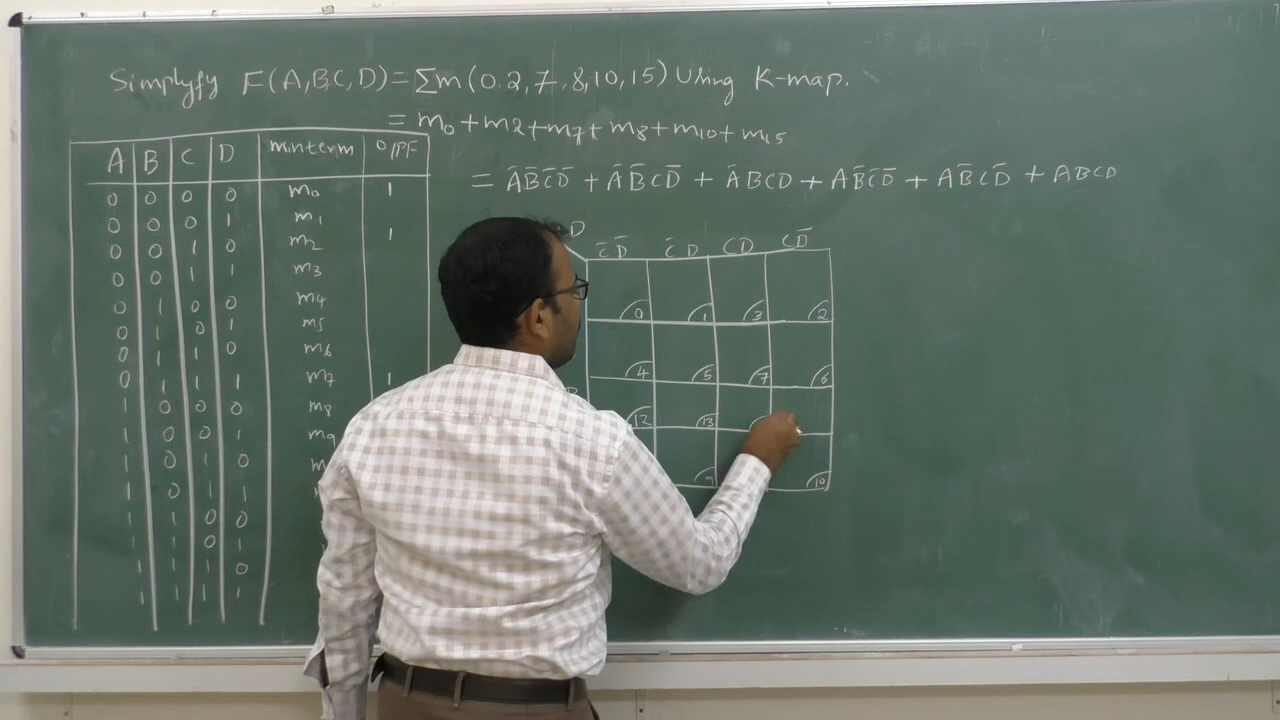 Simplyfy F(A,B,C,D)=∑m(0,2,7,8,10,15) Using K-map.
= m0+m2+m7+m8+m10+m15
= A̅B̅C̅D̅ + A̅B̅CD̅ + A̅BCD + AB̅C̅D̅ + AB̅CD̅ + ABCD
A B C D minterm O/PF
0 0 0 0 m0 1
0 0 0 1 m1
0 0 1 0 m2 1
0 0 1 1 m3
0 1 0 0 m4
0 1 0 1 m5
0 1 1 0 m6
0 1 1 1 m7 1
1 0 0 0 m8
1 0 0 1 m9
1 0 1 0 m
1 0 1 1
1 1 0 0
1 1 0 1
1 1 1 0
1 1 1 1
D
C̅D̅ C̅D CD CD̅
0 1 3 2
4 5 7 6
12 13
9 10